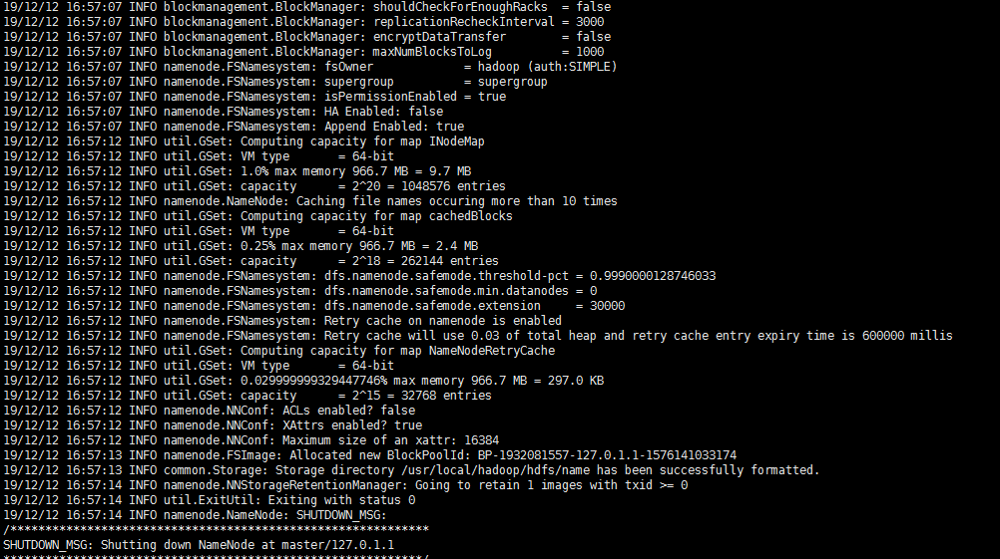 19/12/12 16:57:07 INFO blockmanagement.BlockManager: shouldCheckForEnoughRacks  = false
19/12/12 16:57:07 INFO blockmanagement.BlockManager: replicationRecheckInterval = 3000
19/12/12 16:57:07 INFO blockmanagement.BlockManager: encryptDataTransfer        = false
19/12/12 16:57:07 INFO blockmanagement.BlockManager: maxNumBlocksToLog          = 1000
19/12/12 16:57:07 INFO namenode.FSNamesystem: fsOwner             = hadoop (auth:SIMPLE)
19/12/12 16:57:07 INFO namenode.FSNamesystem: supergroup          = supergroup
19/12/12 16:57:07 INFO namenode.FSNamesystem: isPermissionEnabled = true
19/12/12 16:57:07 INFO namenode.FSNamesystem: HA Enabled: false
19/12/12 16:57:07 INFO namenode.FSNamesystem: Append Enabled: true
19/12/12 16:57:12 INFO util.GSet: Computing capacity for map INodeMap
19/12/12 16:57:12 INFO util.GSet: VM type       = 64-bit
19/12/12 16:57:12 INFO util.GSet: 1.0% max memory 966.7 MB = 9.7 MB
19/12/12 16:57:12 INFO util.GSet: capacity      = 2^20 = 1048576 entries
19/12/12 16:57:12 INFO namenode.NameNode: Caching file names occuring more than 10 times
19/12/12 16:57:12 INFO util.GSet: Computing capacity for map cachedBlocks
19/12/12 16:57:12 INFO util.GSet: VM type       = 64-bit
19/12/12 16:57:12 INFO util.GSet: 0.25% max memory 966.7 MB = 2.4 MB
19/12/12 16:57:12 INFO util.GSet: capacity      = 2^18 = 262144 entries
19/12/12 16:57:12 INFO namenode.FSNamesystem: dfs.namenode.safemode.threshold-pct = 0.9990000128746033
19/12/12 16:57:12 INFO namenode.FSNamesystem: dfs.namenode.safemode.min.datanodes = 0
19/12/12 16:57:12 INFO namenode.FSNamesystem: dfs.namenode.safemode.extension     = 30000
19/12/12 16:57:12 INFO namenode.FSNamesystem: Retry cache on namenode is enabled
19/12/12 16:57:12 INFO namenode.FSNamesystem: Retry cache will use 0.03 of total heap and retry cache entry expiry time is 600000 millis
19/12/12 16:57:12 INFO util.GSet: Computing capacity for map NameNodeRetryCache
19/12/12 16:57:12 INFO util.GSet: VM type       = 64-bit
19/12/12 16:57:12 INFO util.GSet: 0.029999999329447746% max memory 966.7 MB = 297.0 KB
19/12/12 16:57:12 INFO util.GSet: capacity      = 2^15 = 32768 entries
19/12/12 16:57:12 INFO namenode.NNConf: ACLs enabled? false
19/12/12 16:57:12 INFO namenode.NNConf: XAttrs enabled? true
19/12/12 16:57:12 INFO namenode.NNConf: Maximum size of an xattr: 16384
19/12/12 16:57:13 INFO namenode.FSImage: Allocated new BlockPoolId: BP-1932081557-127.0.1.1-1576141033174
19/12/12 16:57:13 INFO common.Storage: Storage directory /usr/local/hadoop/hdfs/name has been successfully formatted.
19/12/12 16:57:14 INFO namenode.NNStorageRetentionManager: Going to retain 1 images with txid >= 0
19/12/12 16:57:14 INFO util.ExitUtil: Exiting with status 0
19/12/12 16:57:14 INFO namenode.NameNode: SHUTDOWN_MSG:
/************************************************************
SHUTDOWN_MSG: Shutting down NameNode at master/127.0.1.1
************************************************************/